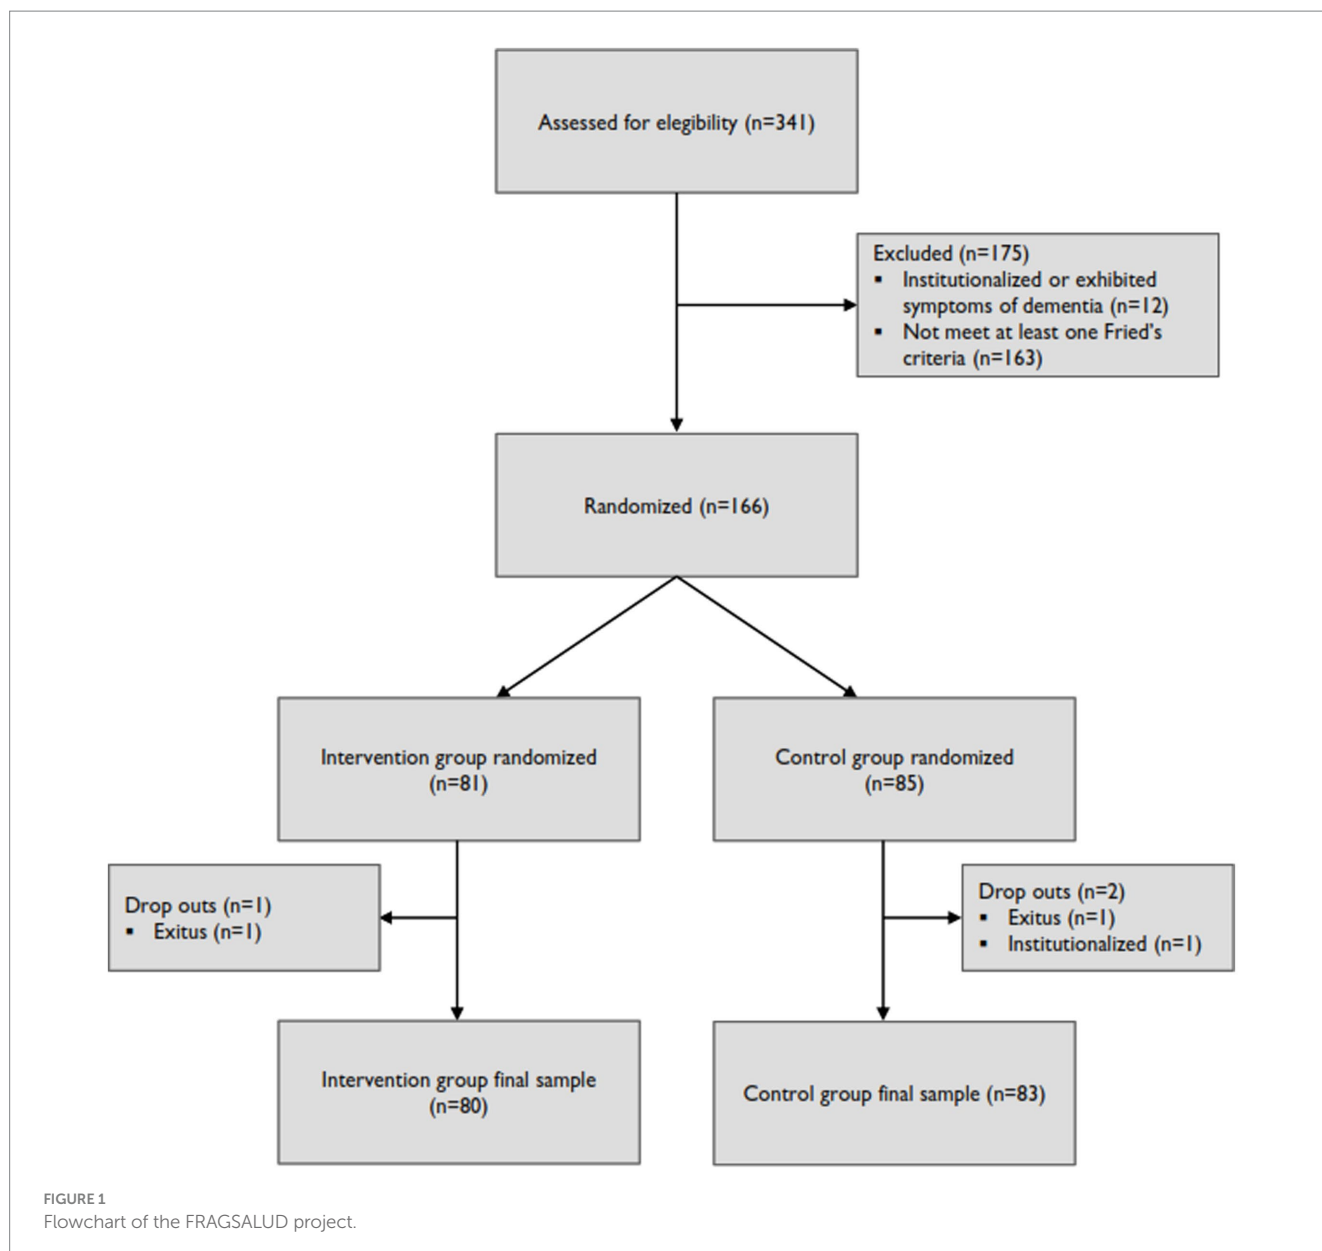 Assessed for elegibility (n=341)
Excluded (n=175)
▪ Institutionalized or exhibited
symptoms of dementia (n=12)
▪ Not meet at least one Fried's
criteria (n=163)
Randomized (n=166)
Intervention group randomized
(n=81)
Control group randomized
(n=85)
Drop outs (n=1)
▪ Exitus (n=1)
Drop outs (n=2)
▪ Exitus (n=1)
▪ Institutionalized (n=1)
Intervention group final sample
(n=80)
Control group final sample (n=83)
FIGURE 1
Flowchart of the FRAGSALUD project.